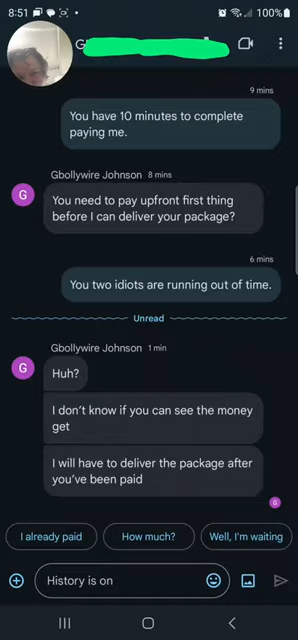 8:51
100%
G
9 mins
You have 10 minutes to complete
paying me.
Gbollywire Johnson 8 mins
G
You need to pay upfront first thing
before I can deliver your package?
6 mins
You two idiots are running out of time.
Unread
Gbollywire Johnson 1 min
G
Huh?
I don't know if you can see the money
get
I will have to deliver the package after
you've been paid
G
I already paid
How much?
Well, I'm waiting
History is on